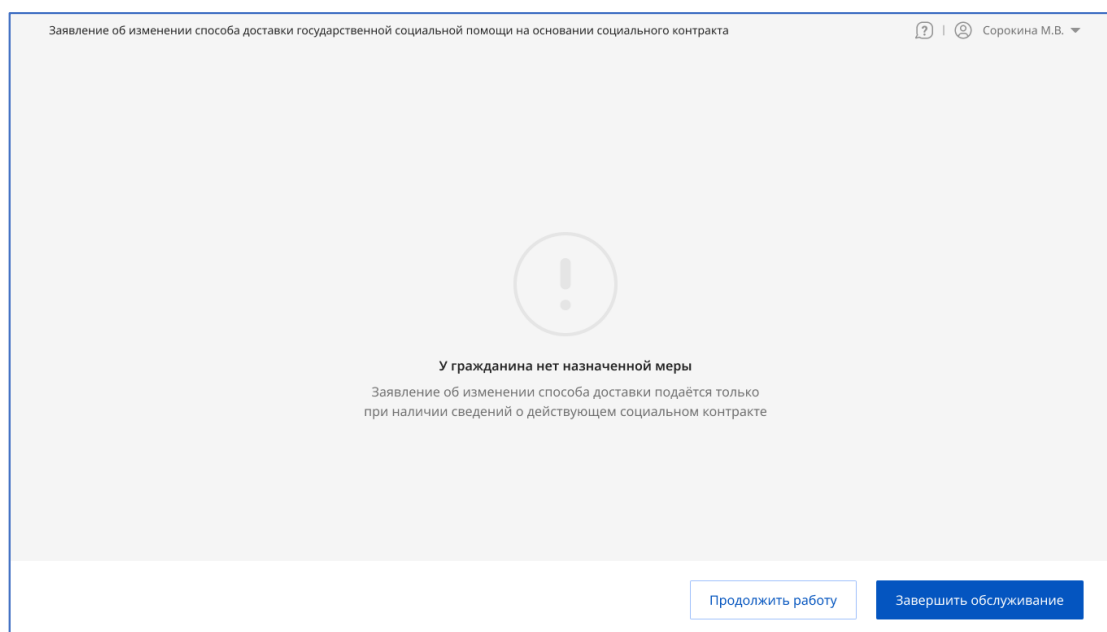 Заявление об изменении способа доставки государственной социальной помощи на основании социального контракта
? | Сорокина М.В.
!
У гражданина нет назначенной меры
Заявление об изменении способа доставки подаётся только
при наличии сведений о действующем социальном контракте
Продолжить работу Завершить обслуживание